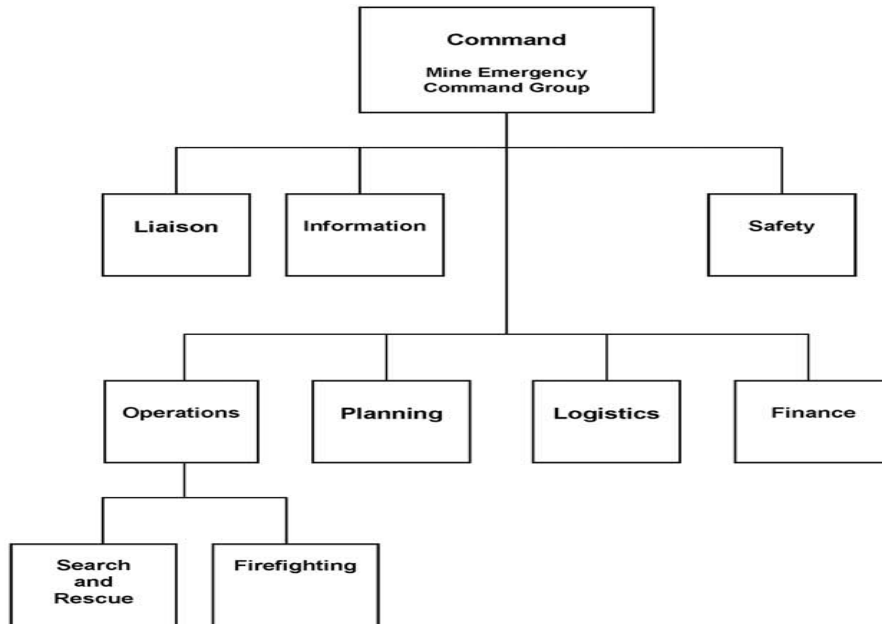 Command
Mine Emergency
Command Group
Liaison
Information
Safety
Operations
Planning
Logistics
Finance
Search
and
Rescue
Firefighting